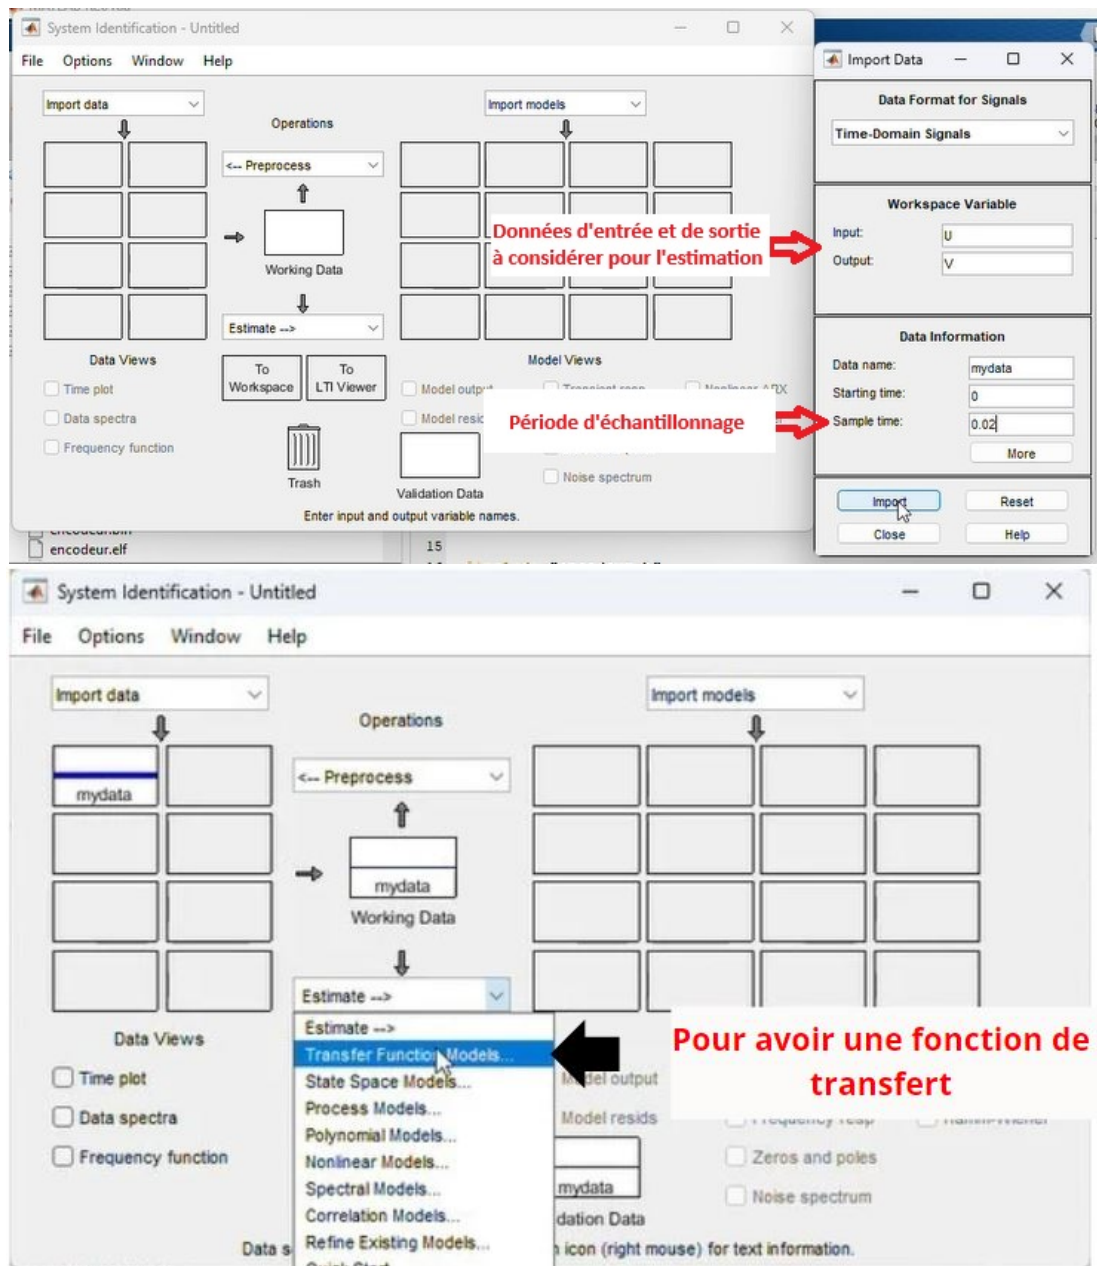 System Identification - Untitled
File Options Window Help
Import data
Operations
Import models
<-- Preprocess
Working Data
Estimate -->
Data Views
Time plot
Data spectra
Frequency function
To Workspace
To LTI Viewer
Trash
Model Views
Model output
Model resid
Validation Data
Noise spectrum
Enter input and output variable names.
Données d'entrée et de sortie
à considérer pour l'estimation
Période d'échantillonnage
Import Data
Data Format for Signals
Time-Domain Signals
Workspace Variable
Input: U
Output: V
Data Information
Data name: mydata
Starting time: 0
Sample time: 0.02
More
Import Reset
Close Help
encodeur.elf
15
System Identification - Untitled
File Options Window Help
Import data
Operations
Import models
mydata
<-- Preprocess
mydata
Working Data
Estimate -->
Estimate -->
Transfer Function Models...
State Space Models...
Process Models...
Polynomial Models...
Nonlinear Models...
Spectral Models...
Correlation Models...
Refine Existing Models...
Data Views
Time plot
Data spectra
Frequency function
Pour avoir une fonction de
transfert
Model output
Model resids
Frequency resp
Zeros and poles
Noise spectrum
mydata
dation Data
Data s
icon (right mouse) for text information.